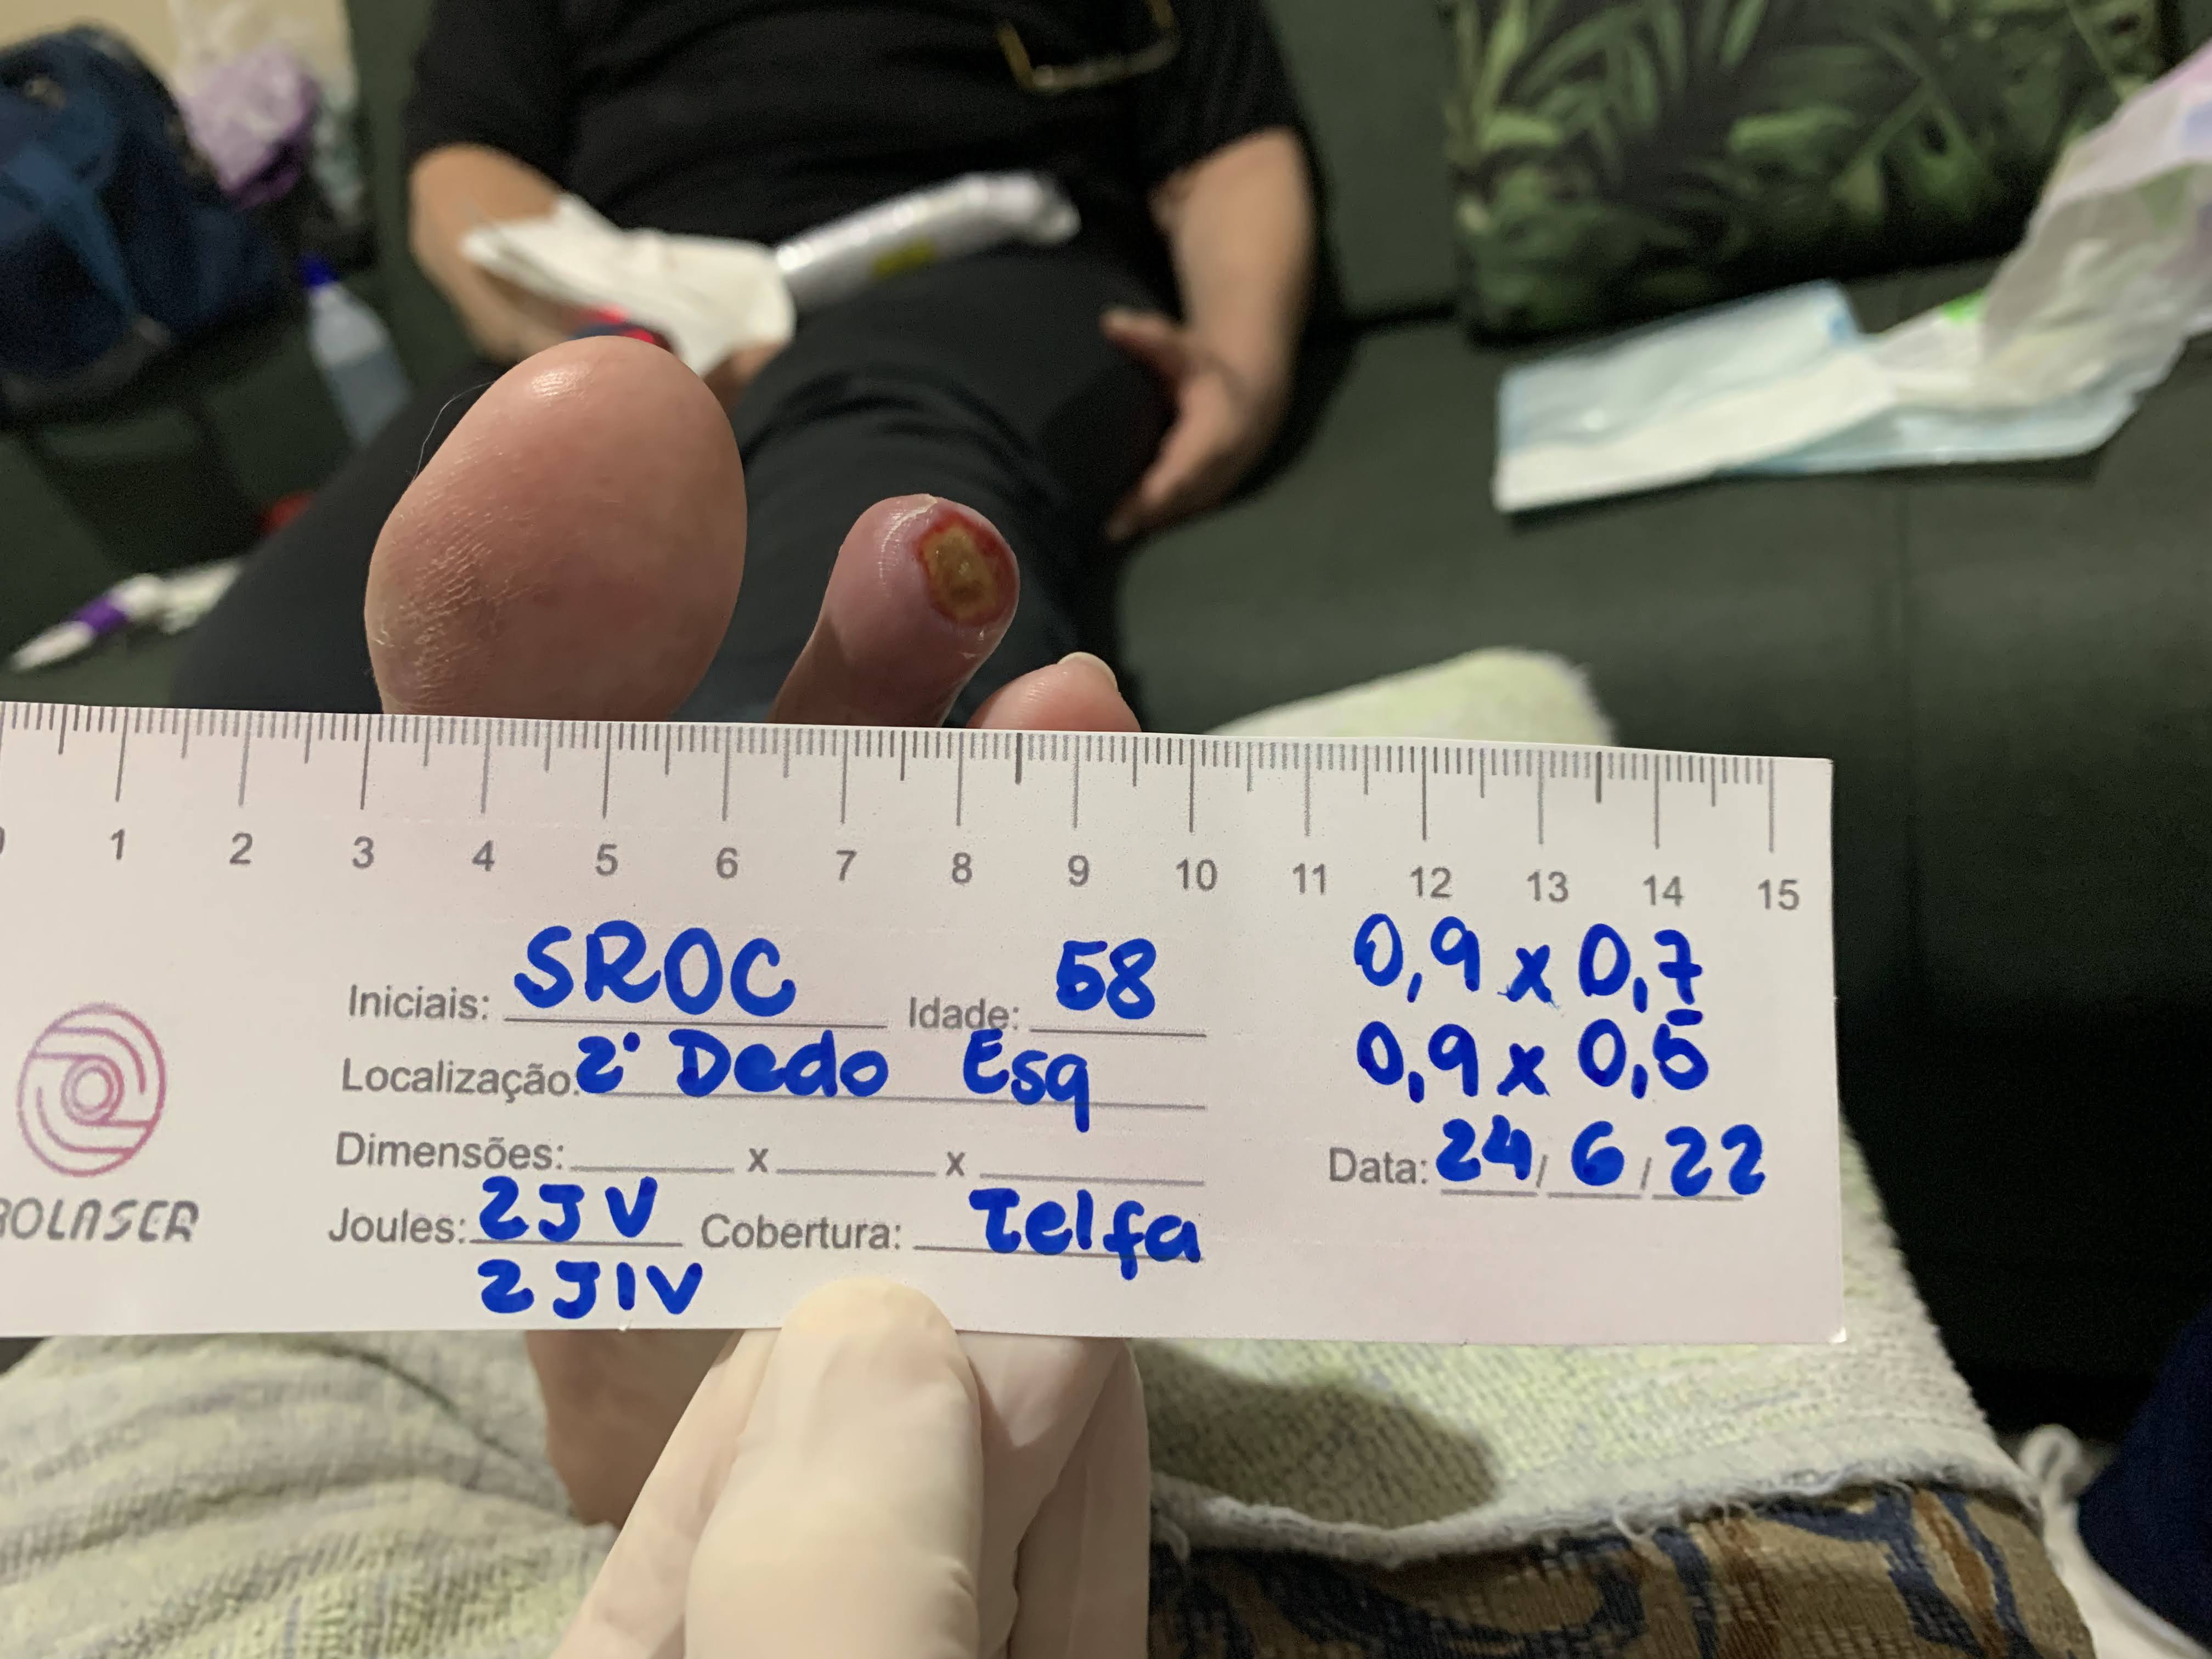 1 2 3 4 5 6 7 8 9 10 11 12 13 14 15
0,9 x 0,7
Iniciais: SROC Idade: 58
0,9 x 0,5
Localização: 2º Dedo Esq
Dimensões: x x
Data: 24/6/22
Joules: 2JV Cobertura: Telfa
2JIV